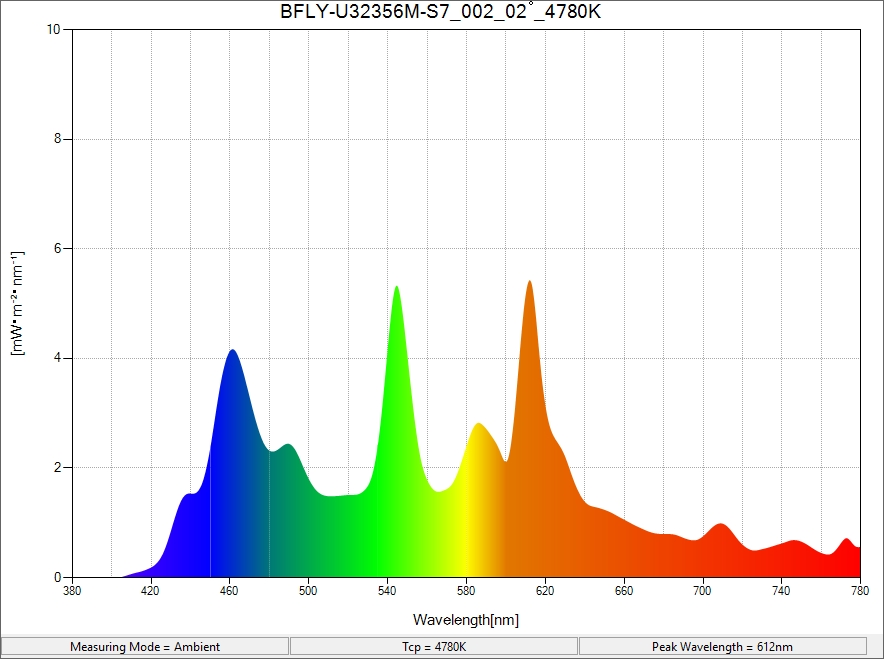 BFLY-U32356M-S7_002_02°_4780K
10
8
6
4
2
0
[mW•m⁻²•nm⁻¹]
380 420 460 500 540 580 620 660 700 740 780
Wavelength[nm]
Measuring Mode = Ambient Tcp = 4780K Peak Wavelength = 612nm